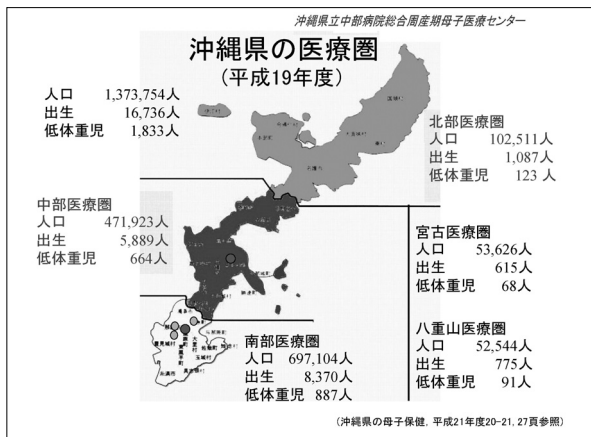 沖縄県立中部病院総合周産期母子医療センター
沖縄県の医療圏
(平成19年度)
人口 1,373,754人
出生 16,736人
低体重児 1,833人
北部医療圏
人口 102,511人
出生 1,087人
低体重児 123 人
中部医療圏
人口 471,923人
出生 5,889人
低体重児 664人
宮古医療圏
人口 53,626人
出生 615人
低体重児 68人
南部医療圏
人口 697,104人
出生 8,370人
低体重児 887人
八重山医療圏
人口 52,544人
出生 775人
低体重児 91人
豊見城村
玉城村
糸満市
(沖縄県の母子保健, 平成21年度20-21, 27頁参照)